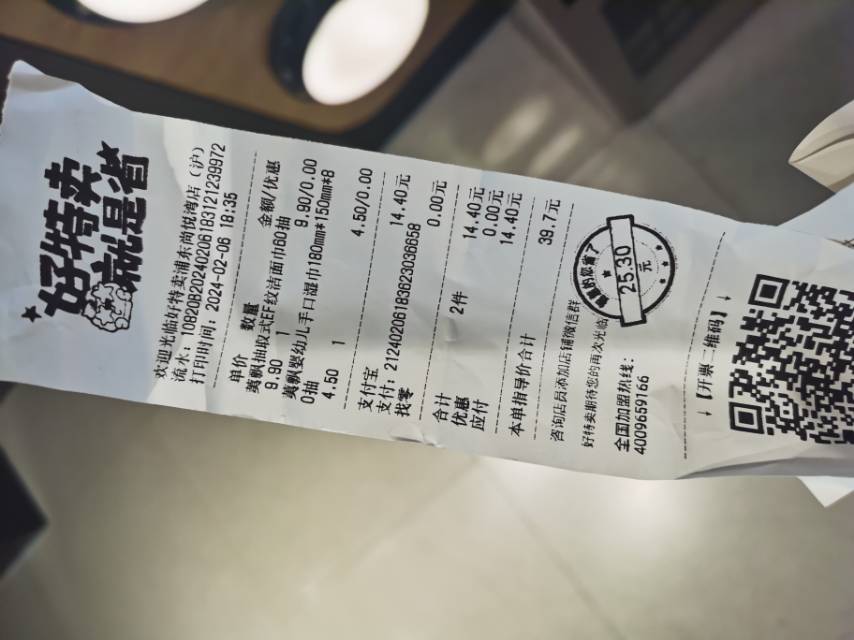 好特卖
就是省
欢迎光临好特卖浦东尚悦湾店（沪）
流水：10820820240206183121239972
打印时间：2024-02-06 18:35
单价 数量 金额/优惠
蒛飘抽取式EF纹洁面巾60抽
9.90 1 9.90/0.00
蒛飘婴幼儿手口湿巾180mm*150mm*8
0抽
4.50 1 4.50/0.00
支付宝 14.40元
支付：21240206183623036658
找零 0.00元
合计 2件 14.40元
优惠 0.00元
应付 14.40元
本单指导价合计 39.7元
咨询店员添加店铺微信群
好特卖期待您的再次光临
为您省了
25.30
元
全国加盟热线：
4009659166
↓【开票二维码】↓